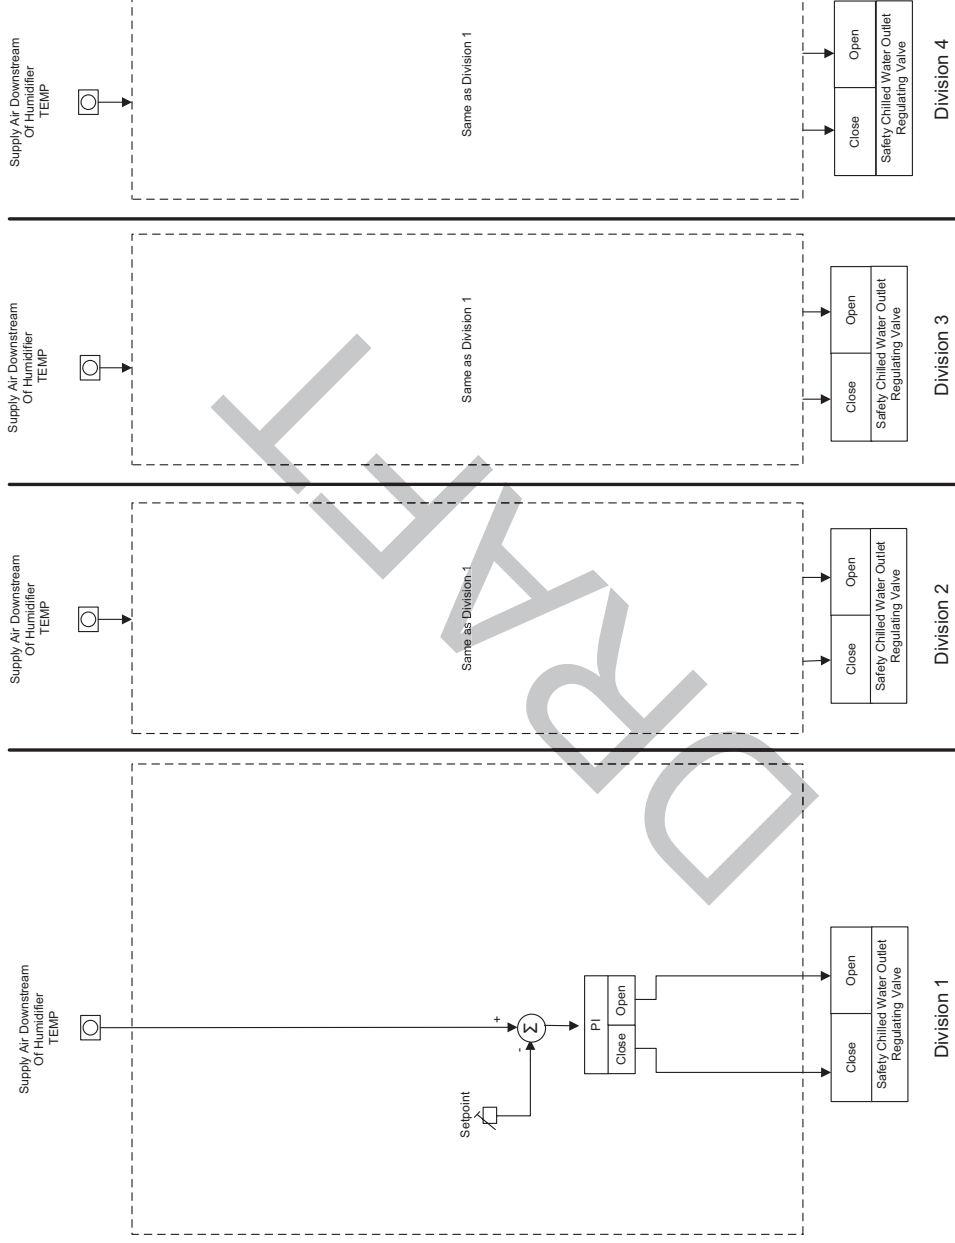 Supply Air Downstream
Of Humidifier
TEMP
Setpoint
+
-
Σ
PI
Close
Open
Close
Open
Safety Chilled Water Outlet
Regulating Valve
Division 1
Supply Air Downstream
Of Humidifier
TEMP
Same as Division 1
Close
Open
Safety Chilled Water Outlet
Regulating Valve
Division 2
Supply Air Downstream
Of Humidifier
TEMP
Same as Division 1
Close
Open
Safety Chilled Water Outlet
Regulating Valve
Division 3
Supply Air Downstream
Of Humidifier
TEMP
Same as Division 1
Close
Open
Safety Chilled Water Outlet
Regulating Valve
Division 4
DRAFT